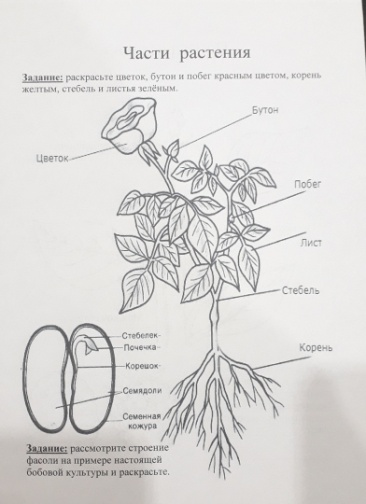 Части растения
Задание: раскрасьте цветок, бутон и побег красным цветом, корень
желтым, стебель и листья зелёным.
Бутон
Цветок
Побег
Лист
Стебель
Корень
Стебелек
Почечка
Корешок
Семядоли
Семенная
кожура
Задание: рассмотрите строение
фасоли на примере настоящей
бобовой культуры и раскрасьте.